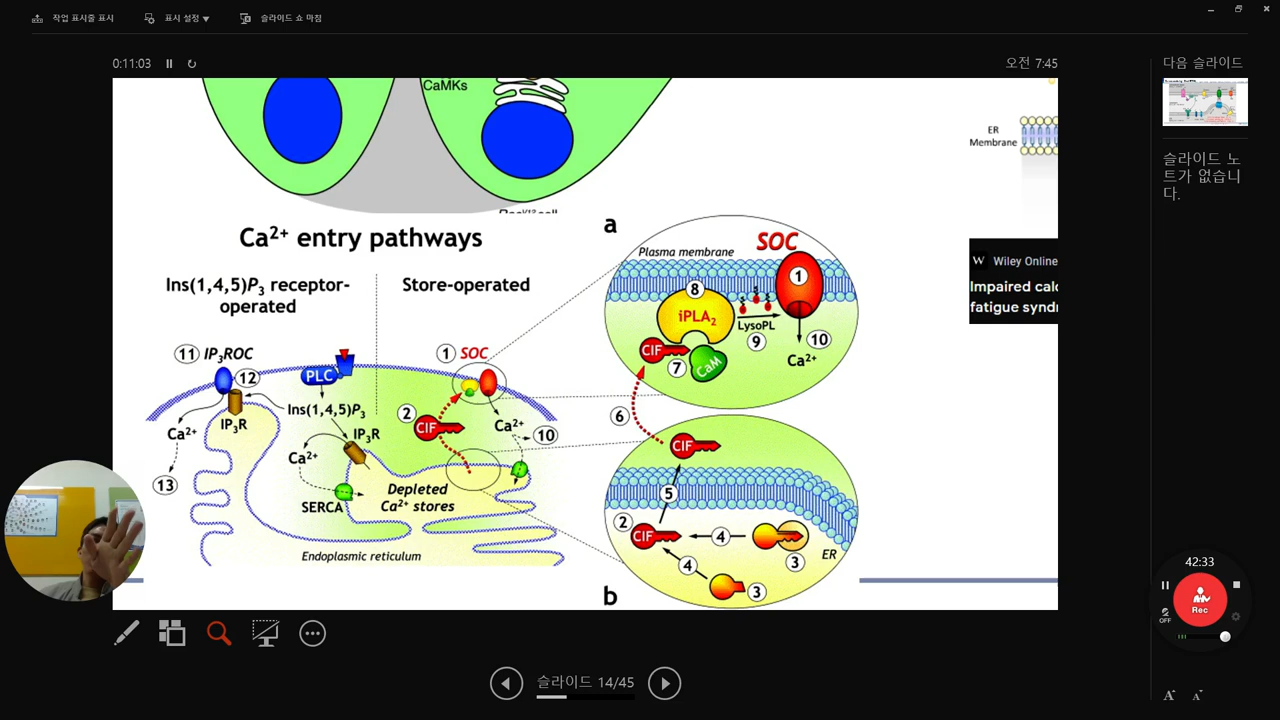 작업 표시줄 표시
표시 설정 ▼
슬라이드 쇼 마침
0:11:03
오전 7:45
다음 슬라이드
슬라이드 노
트가 없습니
다.
CaMKs
ER
Membrane
Ca²⁺ entry pathways
Ins(1,4,5)P₃ receptor-
operated
Store-operated
11 IP₃ROC
12
PLC
Ins(1,4,5)P₃
IP₃R
Ca²⁺
13
IP₃R
Ca²⁺
SERCA
1 SOC
2
CIF
Ca²⁺
10
Depleted
Ca²⁺ stores
Endoplasmic reticulum
a
Plasma membrane
SOC
1
8
iPLA₂
LysoPL
9
10
Ca²⁺
CIF
7
CaM
6
CIF
5
2
CIF
4
3
ER
4
3
b
W Wiley Online
Impaired calc
fatigue synd
42:33
Rec
OFF
슬라이드 14/45
A A